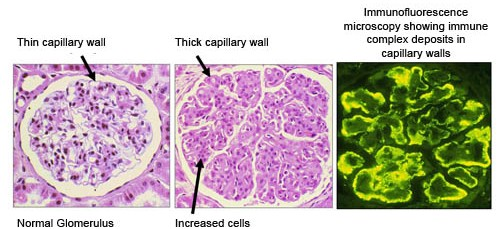 Thin capillary wall
Thick capillary wall
Immunofluorescence
microscopy showing immune
complex deposits in
capillary walls
Normal Glomerulus
Increased cells